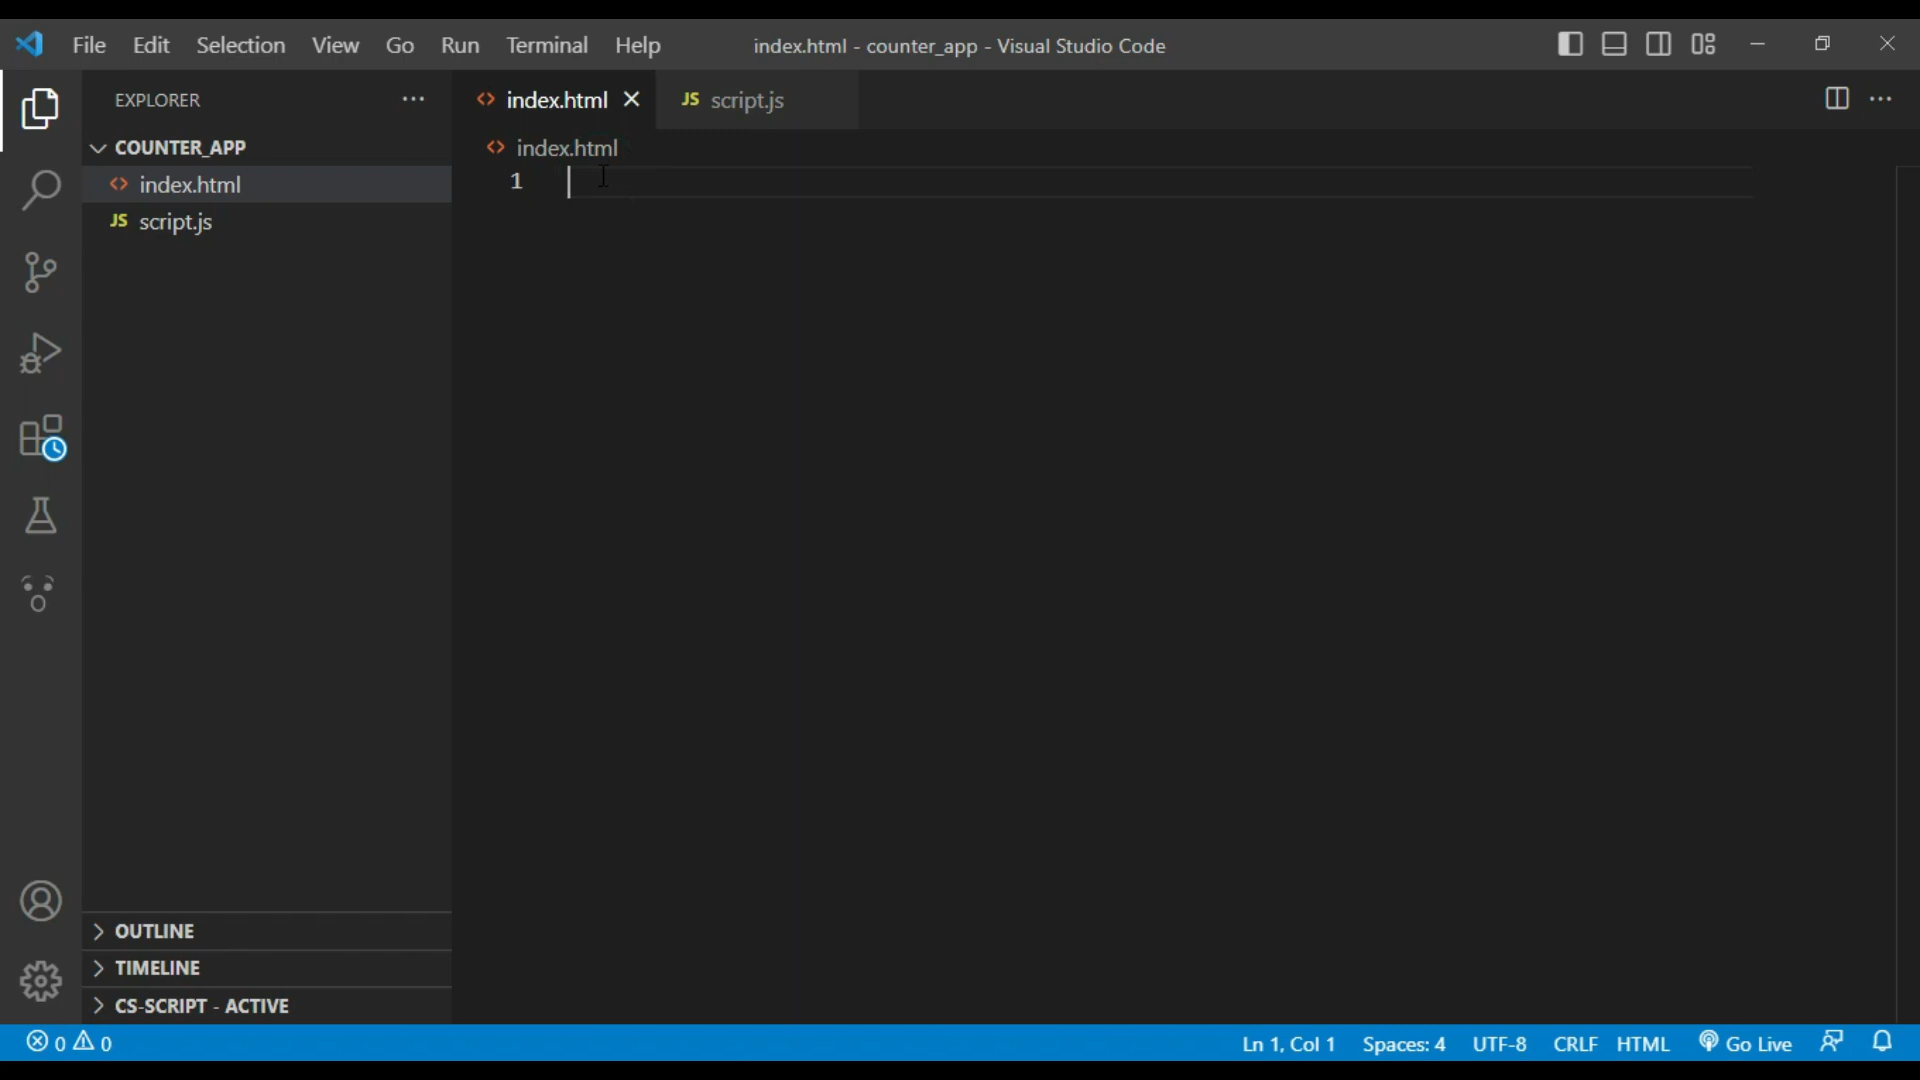 File Edit Selection View Go Run Terminal Help index.html - counter_app - Visual Studio Code
EXPLORER
index.html
JS script.js
COUNTER_APP
index.html
index.html
1
JS script.js
OUTLINE
TIMELINE
CS-SCRIPT - ACTIVE
0 0 Ln 1, Col 1 Spaces: 4 UTF-8 CRLF HTML Go Live